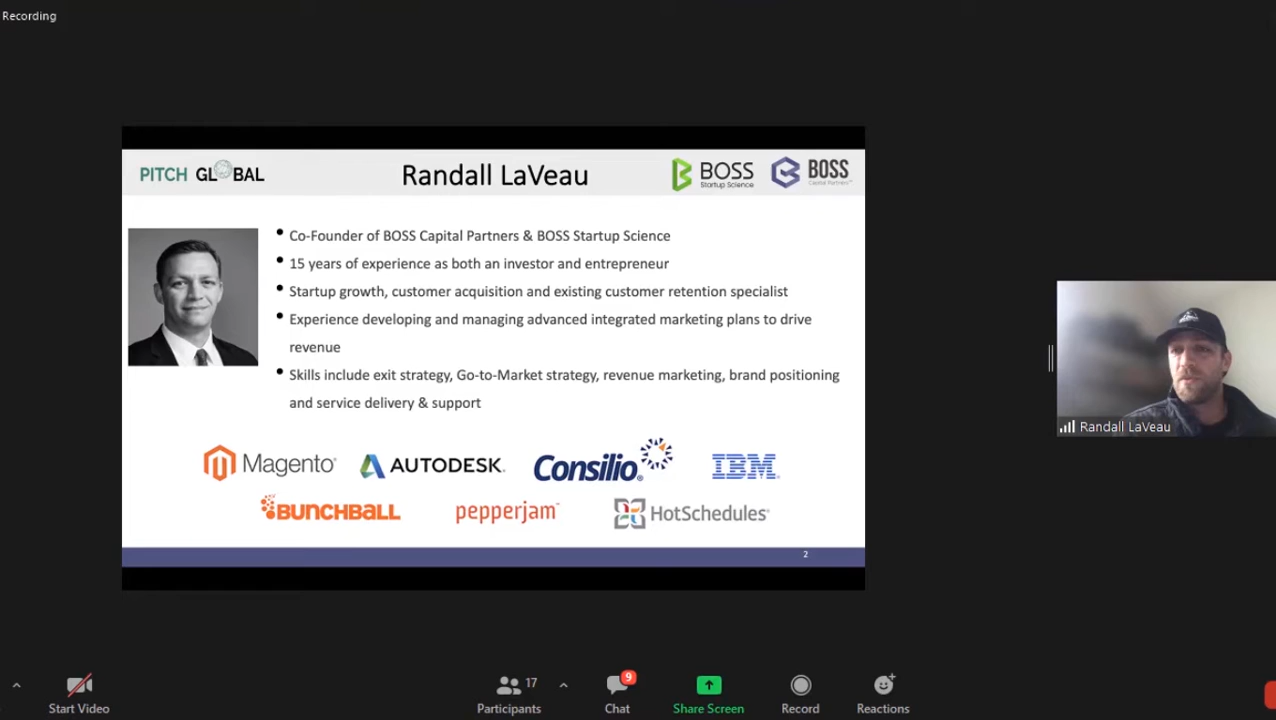 Recording
PITCH GLOBAL
Randall LaVeau
BOSS
Startup Science
BOSS
Capital Partners™
Co-Founder of BOSS Capital Partners & BOSS Startup Science
15 years of experience as both an investor and entrepreneur
Startup growth, customer acquisition and existing customer retention specialist
Experience developing and managing advanced integrated marketing plans to drive
revenue
Skills include exit strategy, Go-to-Market strategy, revenue marketing, brand positioning
and service delivery & support
Magento®
AUTODESK®
Consilio®
IBM®
BUNCHBALL
pepperjam™
HotSchedules®
2
Randall LaVeau
Start Video
17
Participants
9
Chat
Share Screen
Record
Reactions